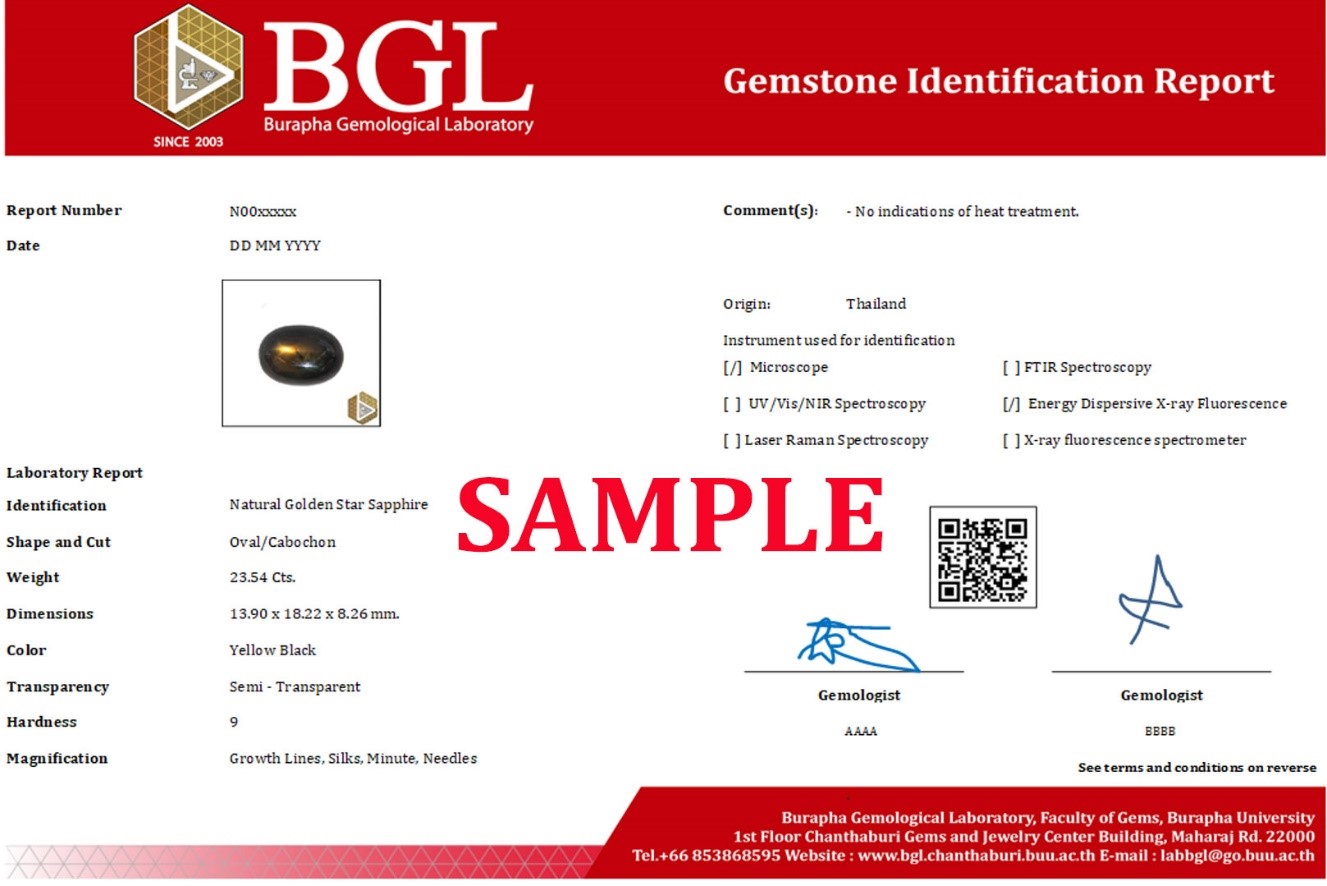 BGL
Burapha Gemological Laboratory
SINCE 2003
Gemstone Identification Report
Report Number N00xxxxx
Date DD MM YYYY
Comment(s): - No indications of heat treatment.
Origin: Thailand
Instrument used for identification
[/] Microscope [ ] FTIR Spectroscopy
[ ] UV/Vis/NIR Spectroscopy [/] Energy Dispersive X-ray Fluorescence
[ ] Laser Raman Spectroscopy [ ] X-ray fluorescence spectrometer
Laboratory Report
Identification Natural Golden Star Sapphire
Shape and Cut Oval/Cabochon
Weight 23.54 Cts.
Dimensions 13.90 x 18.22 x 8.26 mm.
Color Yellow Black
Transparency Semi - Transparent
Hardness 9
Magnification Growth Lines, Silks, Minute, Needles
SAMPLE
Gemologist Gemologist
AAAA BBBB
See terms and conditions on reverse
Burapha Gemological Laboratory, Faculty of Gems, Burapha University
1st Floor Chanthaburi Gems and Jewelry Center Building, Maharaj Rd. 22000
Tel.+66 853868595 Website : www.bgl.chanthaburi.buu.ac.th E-mail : labbgl@go.buu.ac.th